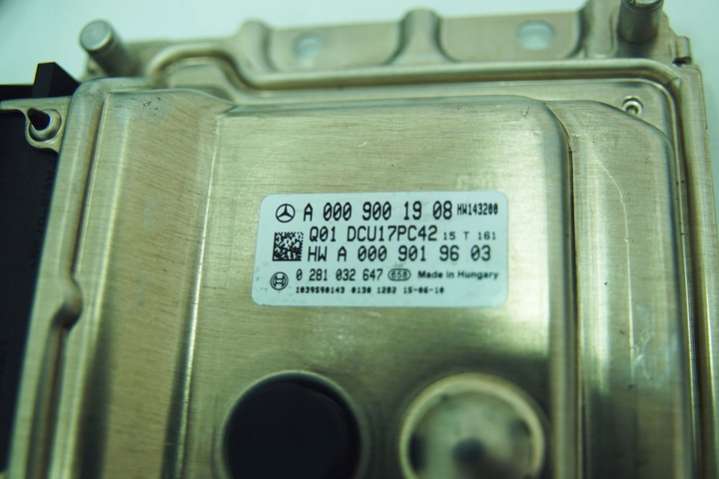 A 000 900 19 08 HW143200
Q01 DCU17PC42 15 T 161
HW A 000 901 96 03
0 281 032 647 Made in Hungary
1039S90143 0130 1282 15-06-10